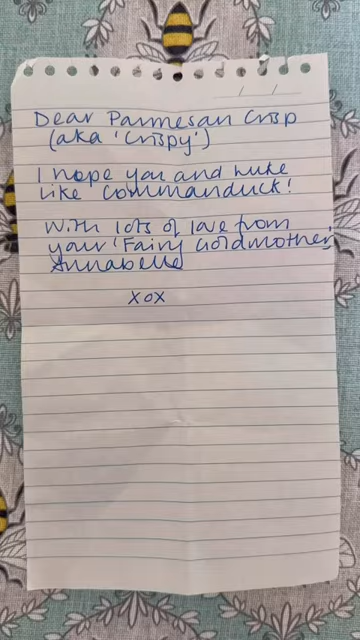 Dear Parmesan Crisp
(aka 'Crispy')
I hope you and Luke
like Commanduck!
With lots of love from
your 'Fairy Godmother'
Annabelle
xox